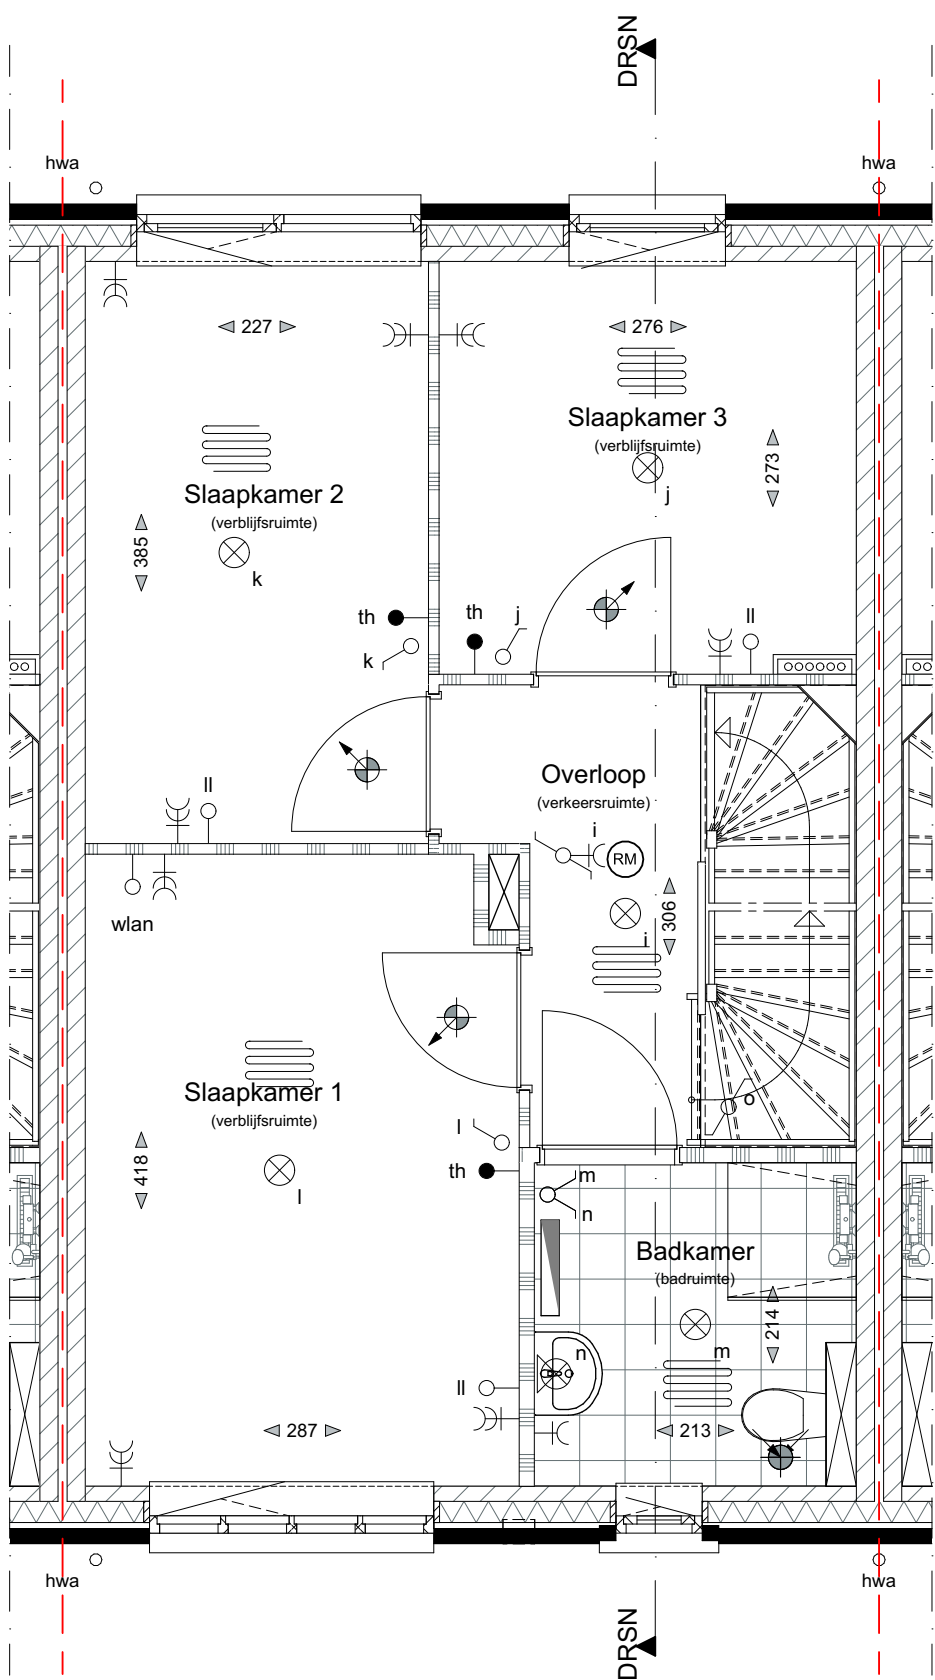 DRSN
hwa
hwa
227
276
Slaapkamer 3
(verblijfsruimte)
273
j
Slaapkamer 2
(verblijfsruimte)
385
k
th
k
th
j
ll
Overloop
(verkeersruimte)
ll
i
RM
306
i
wlan
Slaapkamer 1
(verblijfsruimte)
418
l
l
th
o
m
n
Badkamer
(badruimte)
214
n
m
ll
287
213
hwa
hwa
DRSN